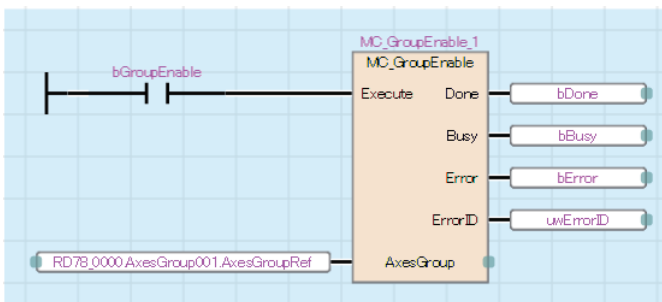 MC_GroupEnable_1
MC_GroupEnable
bGroupEnable
Execute Done bDone
Busy bBusy
Error bError
ErrorID uwErrorID
RD78_0000.AxesGroup001.AxesGroupRef AxesGroup